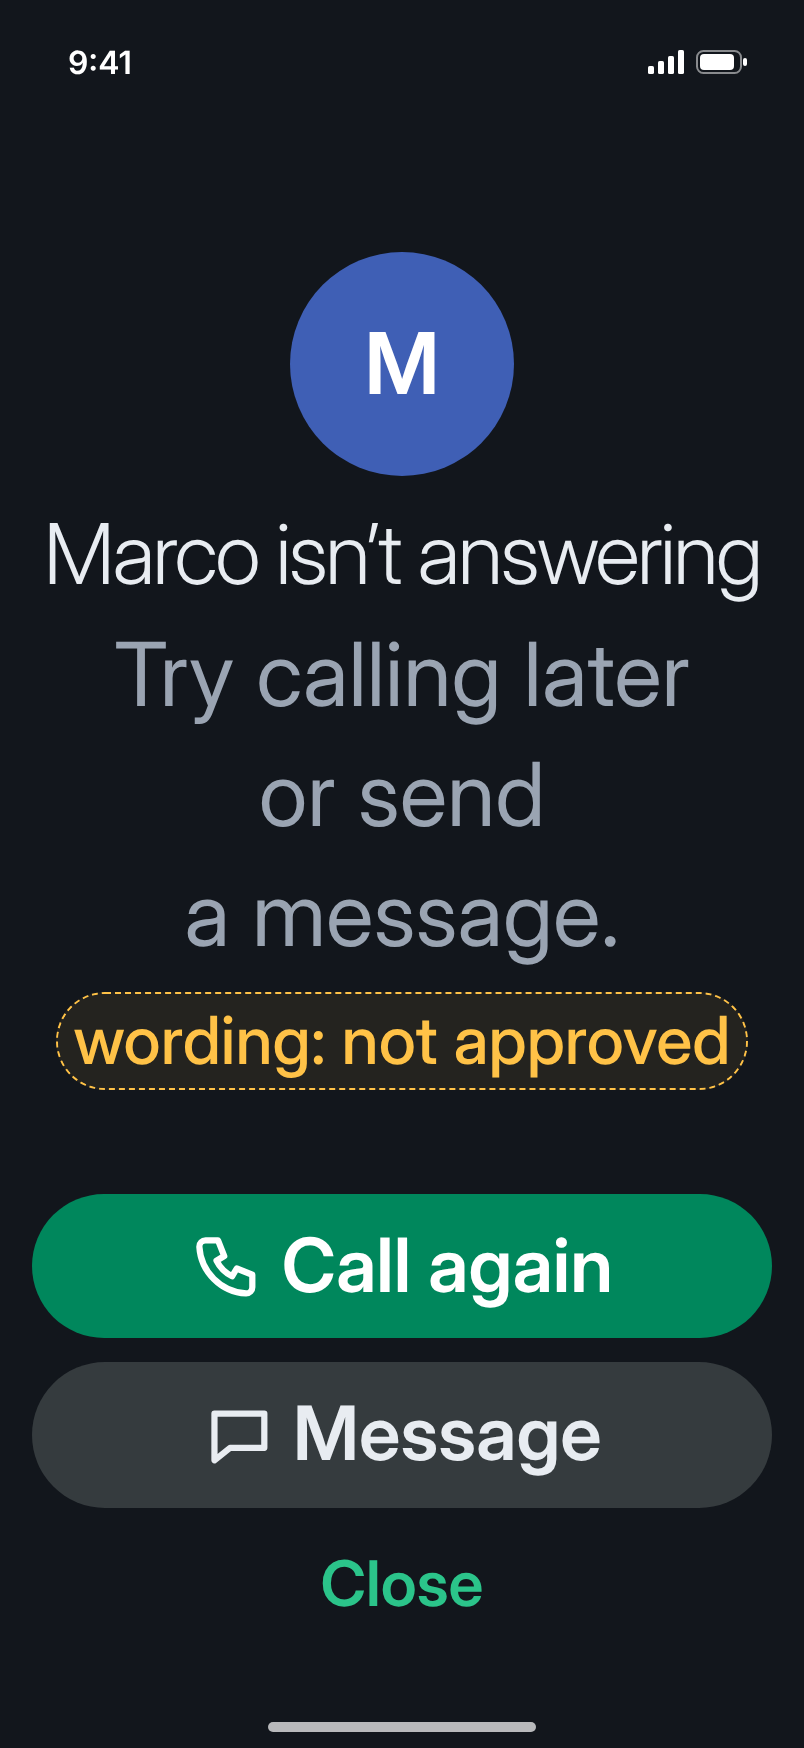 9:41
M
Marco isn’t answering
Try calling later
or send
a message.
wording: not approved
Call again
Message
Close